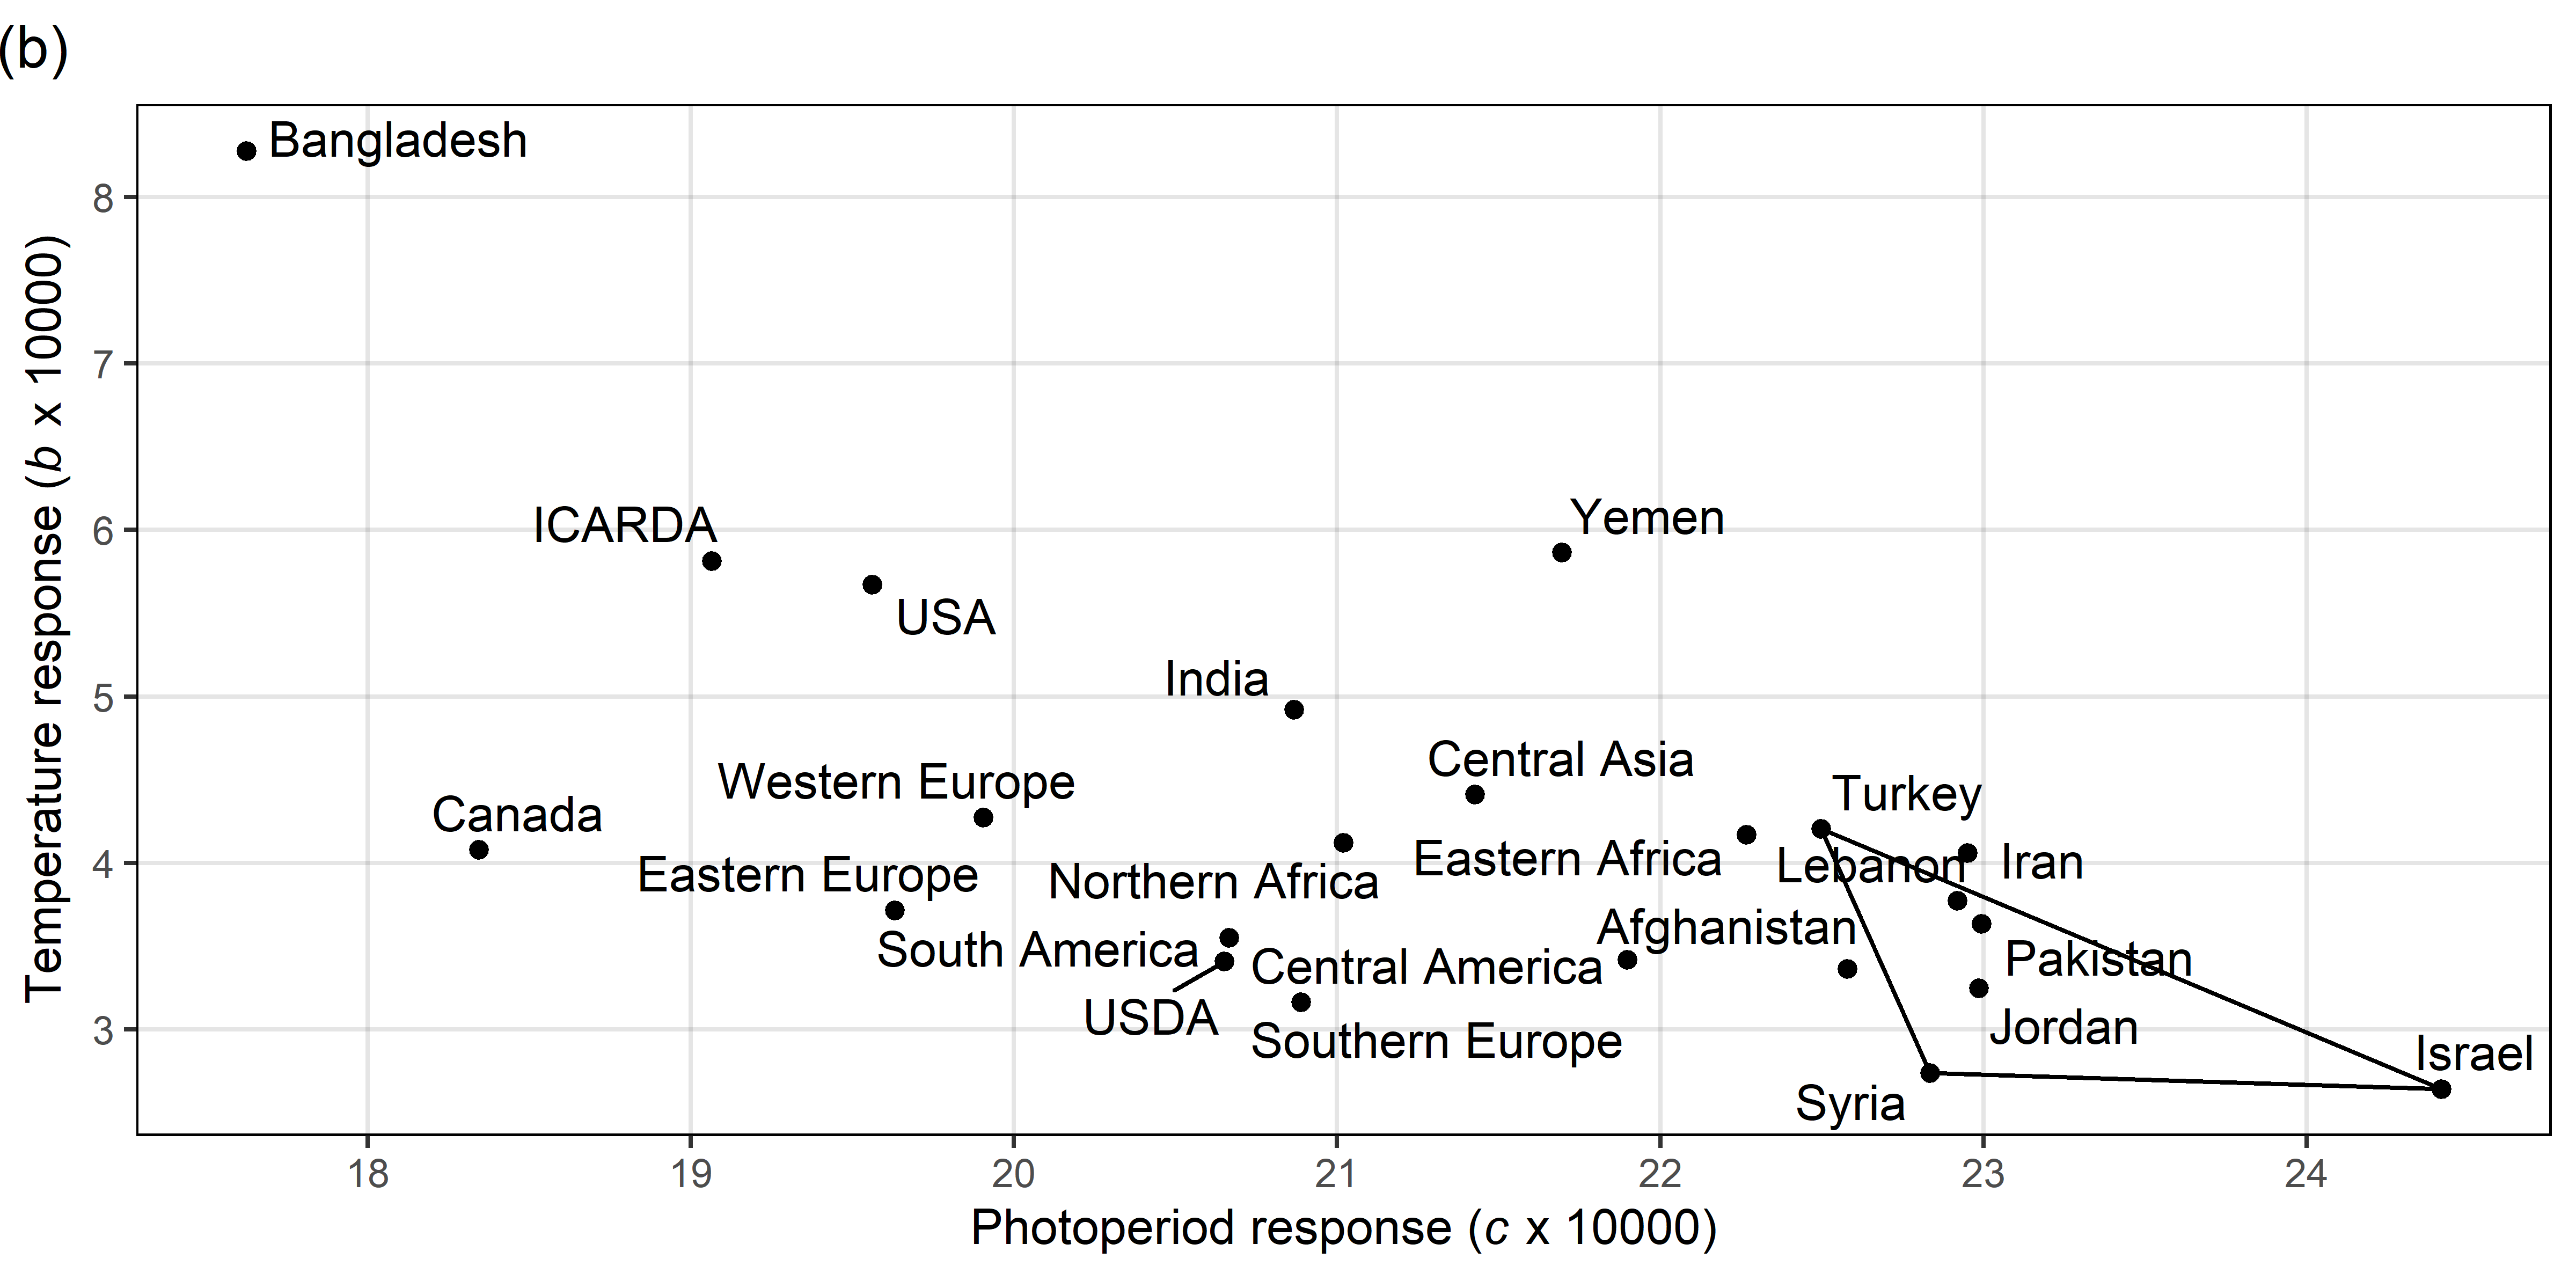 (b)
Temperature response (b x 10000)
8
7
6
5
4
3
Bangladesh
ICARDA
Yemen
USA
India
Central Asia
Western Europe
Turkey
Canada
Eastern Africa
Lebanon
Iran
Eastern Europe
Northern Africa
Afghanistan
South America
Central America
Pakistan
USDA
Jordan
Southern Europe
Israel
Syria
18
19
20
21
22
23
24
Photoperiod response (c x 10000)